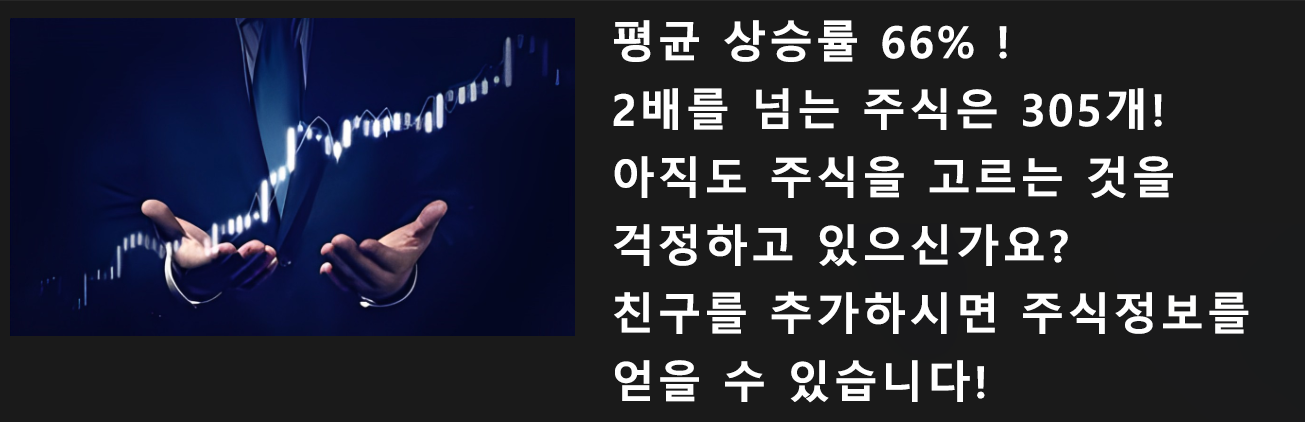 평균 상승률 66% !
2배를 넘는 주식은 305개!
아직도 주식을 고르는 것을
걱정하고 있으신가요?
친구를 추가하시면 주식정보를
얻을 수 있습니다!